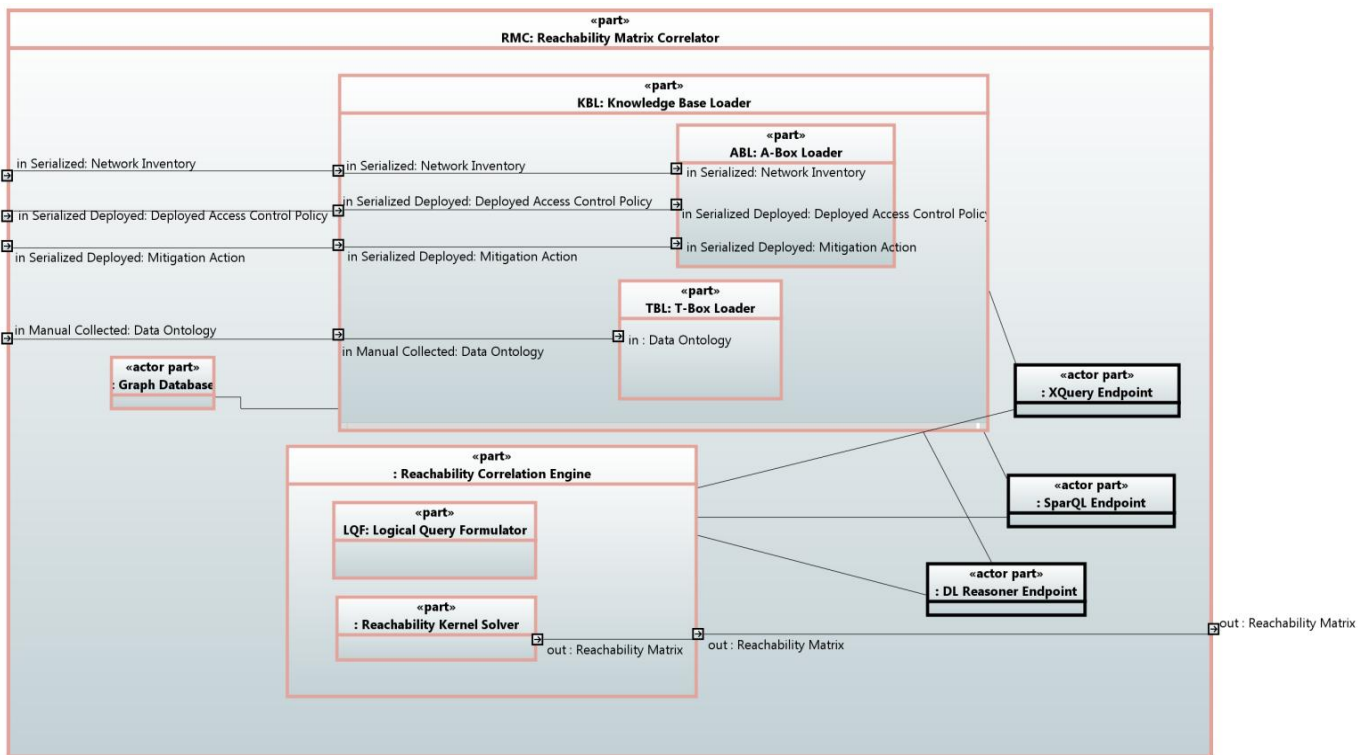 «part»
RMC: Reachability Matrix Correlator
«part»
KBL: Knowledge Base Loader
«part»
ABL: A-Box Loader
in Serialized: Network Inventory
in Serialized: Network Inventory
in Serialized: Network Inventory
in Serialized Deployed: Deployed Access Control Policy
in Serialized Deployed: Deployed Access Control Policy
in Serialized Deployed: Deployed Access Control Policy
in Serialized Deployed: Mitigation Action
in Serialized Deployed: Mitigation Action
in Serialized Deployed: Mitigation Action
«part»
TBL: T-Box Loader
in Manual Collected: Data Ontology
in Manual Collected: Data Ontology
in : Data Ontology
«actor part»
: Graph Database
«actor part»
: XQuery Endpoint
«part»
: Reachability Correlation Engine
«actor part»
: SparQL Endpoint
«part»
LQF: Logical Query Formulator
«actor part»
: DL Reasoner Endpoint
«part»
: Reachability Kernel Solver
out : Reachability Matrix
out : Reachability Matrix
out : Reachability Matrix